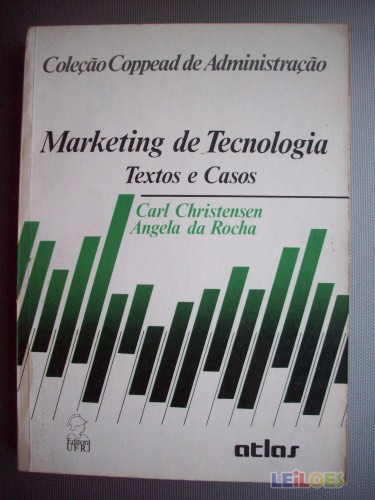 Coleção Coppead de Administração
Marketing de Tecnologia
Textos e Casos
Carl Christensen
Angela da Rocha
Editora
UFRJ
atlas
LEILOES